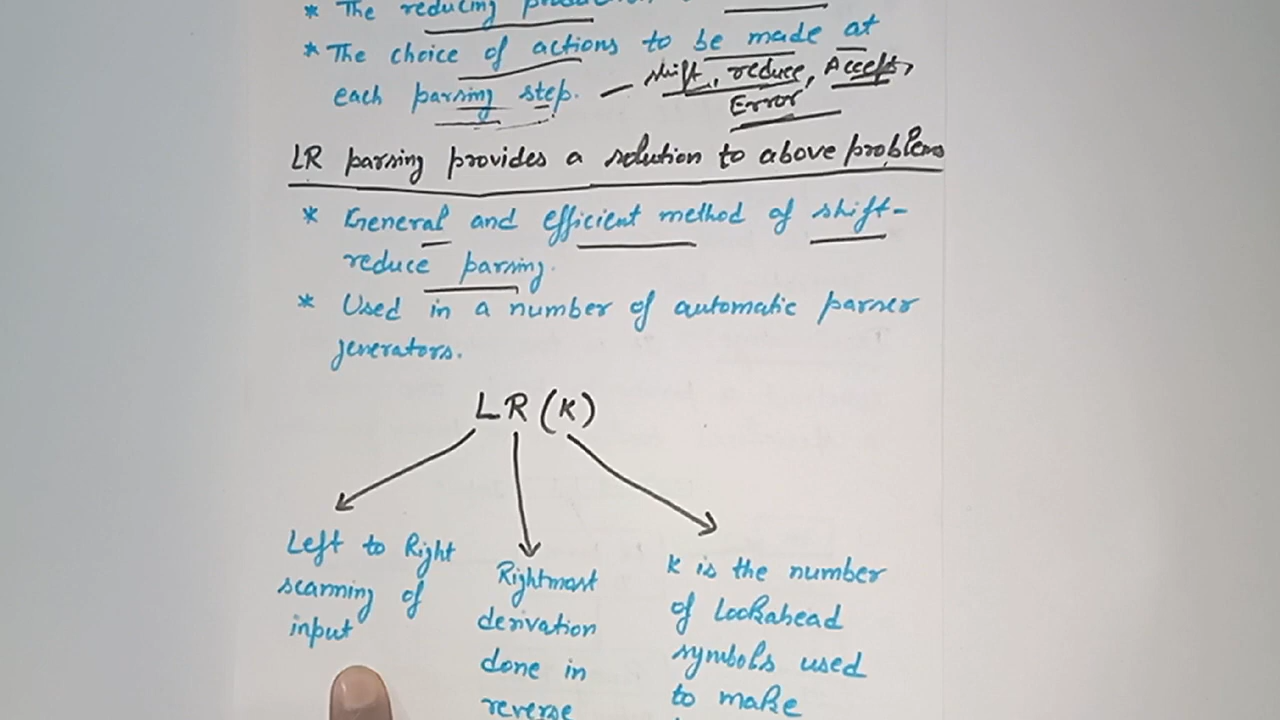 * The reducing
* The choice of actions to be made at
each parsing step. — shift, reduce, Accept,
Error
LR parsing provides a solution to above problems
* General and efficient method of shift-
reduce parsing.
* Used in a number of automatic parser
generators.
LR(K)
Left to Right
scanning of
input
Rightmost
derivation
done in
reverse
K is the number
of lookahead
symbols used
to make